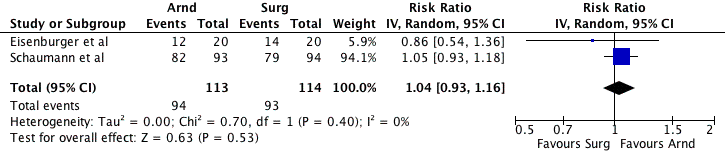 Arnd Surg Risk Ratio Risk Ratio
Study or Subgroup Events Total Events Total Weight IV, Random, 95% CI IV, Random, 95% CI
Eisenburger et al 12 20 14 20 5.9% 0.86 [0.54, 1.36]
Schaumann et al 82 93 79 94 94.1% 1.05 [0.93, 1.18]
Total (95% CI) 113 114 100.0% 1.04 [0.93, 1.16]
Total events 94 93
Heterogeneity: Tau² = 0.00; Chi² = 0.70, df = 1 (P = 0.40); I² = 0%
Test for overall effect: Z = 0.63 (P = 0.53)
0.5 0.7 1 1.5 2
Favours Surg Favours Arnd